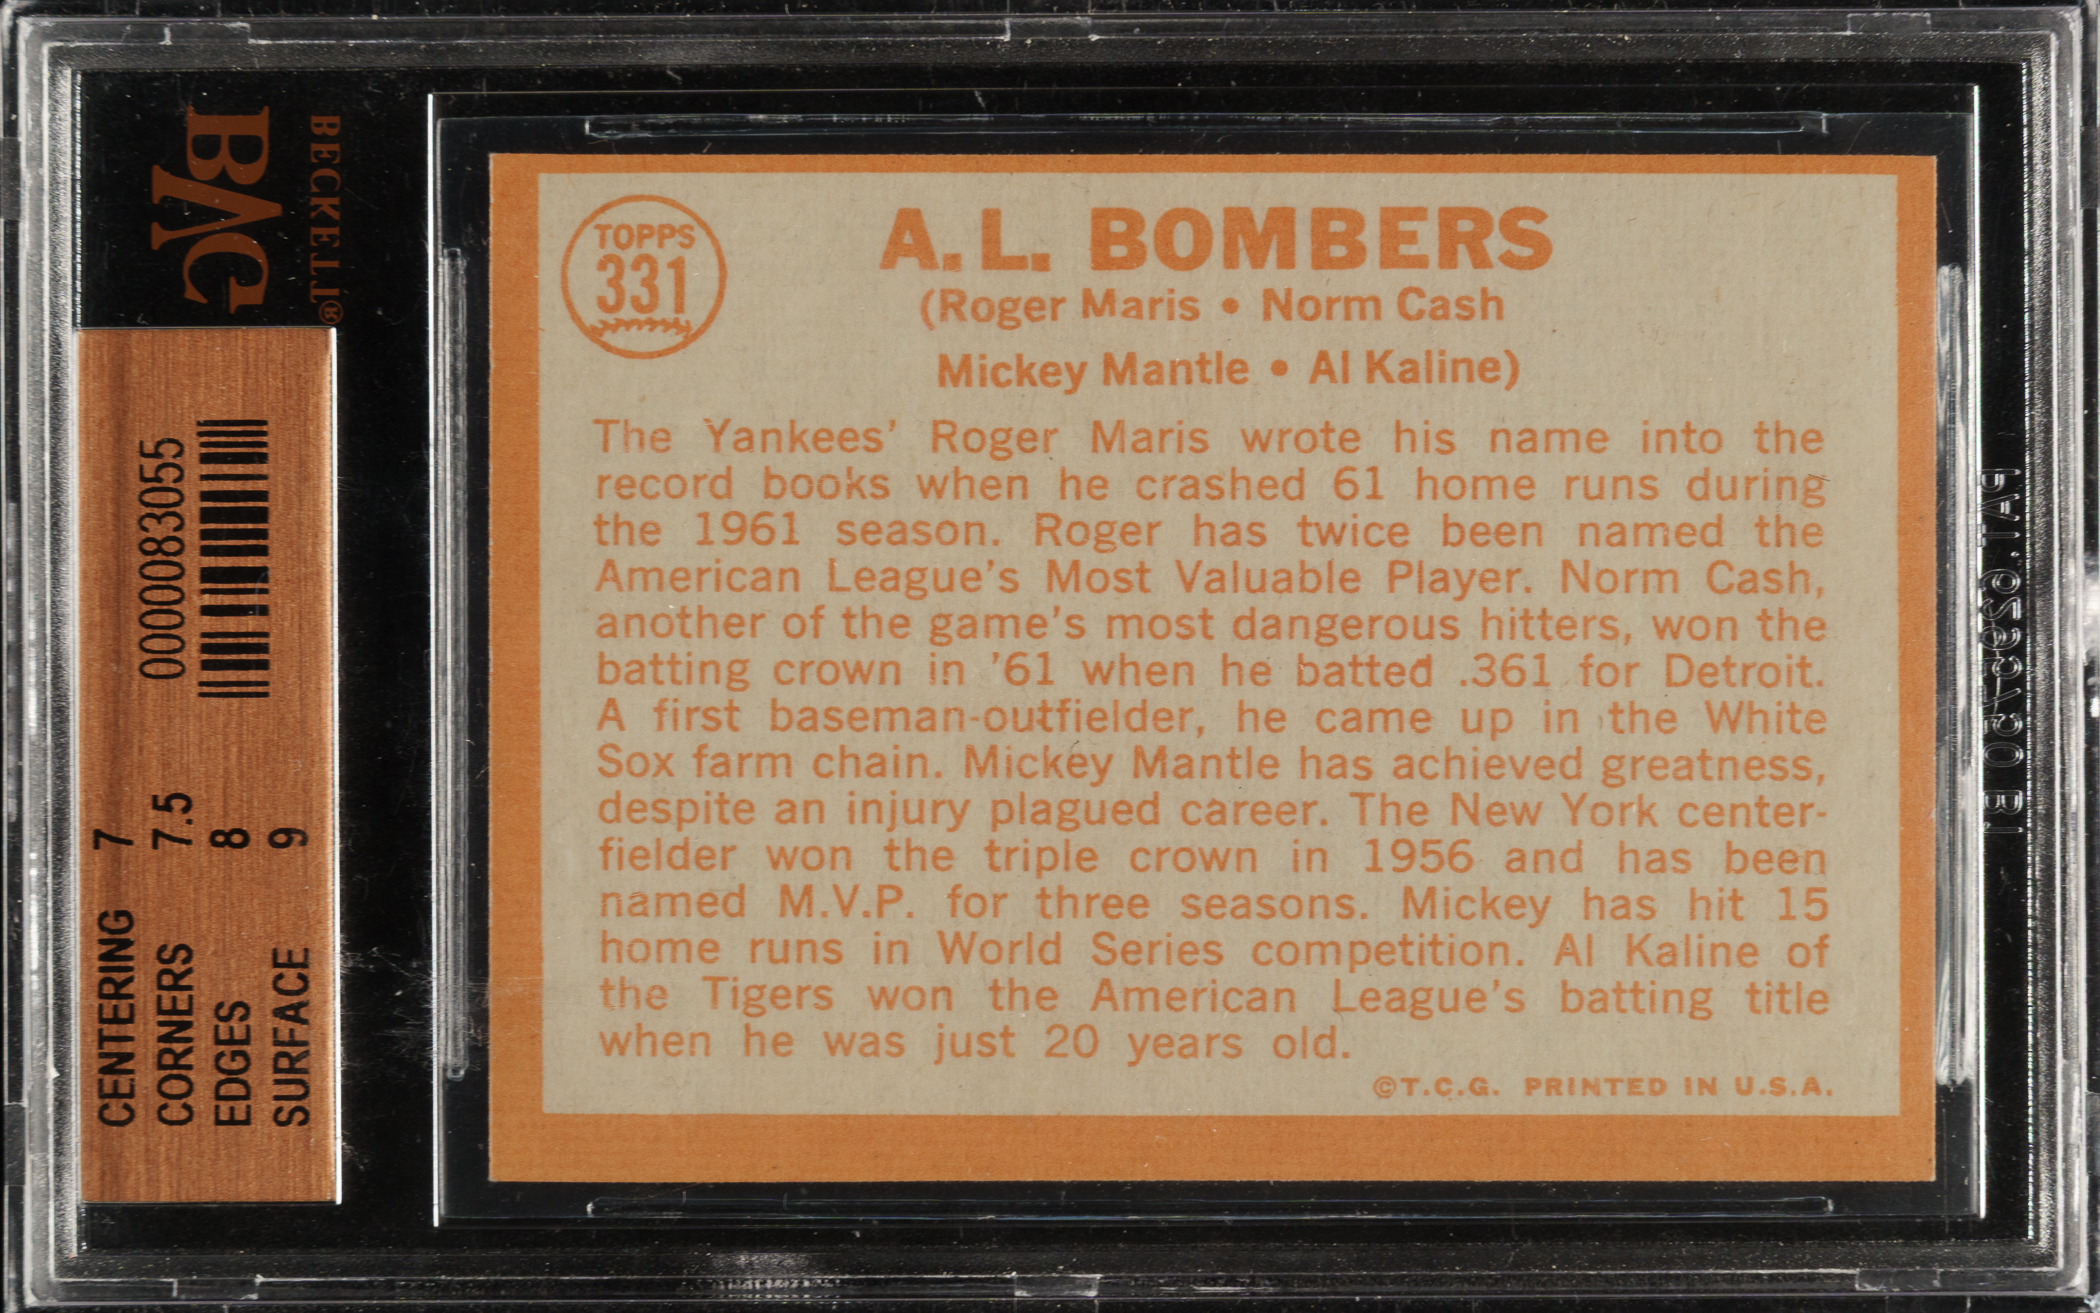 BECKETT®
BAG
0000083055
CENTERING 7
CORNERS 7.5
EDGES 8
SURFACE 9
TOPPS
331
A.L. BOMBERS
(Roger Maris • Norm Cash
Mickey Mantle • Al Kaline)
The Yankees' Roger Maris wrote his name into the
record books when he crashed 61 home runs during
the 1961 season. Roger has twice been named the
American League's Most Valuable Player. Norm Cash,
another of the game's most dangerous hitters, won the
batting crown in '61 when he batted .361 for Detroit.
A first baseman-outfielder, he came up in the White
Sox farm chain. Mickey Mantle has achieved greatness,
despite an injury plagued career. The New York center-
fielder won the triple crown in 1956 and has been
named M.V.P. for three seasons. Mickey has hit 15
home runs in World Series competition. Al Kaline of
the Tigers won the American League's batting title
when he was just 20 years old.
©T.C.G. PRINTED IN U.S.A.
PAT. 6295750 B1